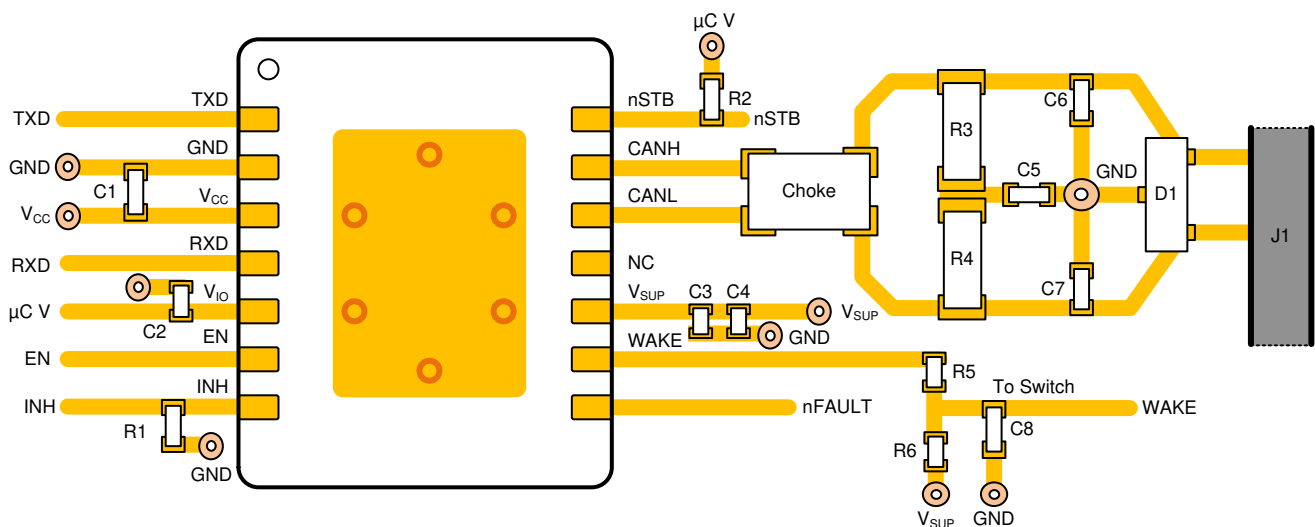 µC V
TXD
TXD
nSTB
R2
nSTB
C6
GND
GND
C1
CANH
Choke
R3
C5
GND
D1
VCC
VCC
CANL
R4
J1
RXD
RXD
NC
C7
VIO
µC V
C2
VSUP
C3
C4
VSUP
GND
EN
EN
WAKE
R5
INH
INH
To Switch
WAKE
nFAULT
R1
GND
R6
C8
VSUP
GND